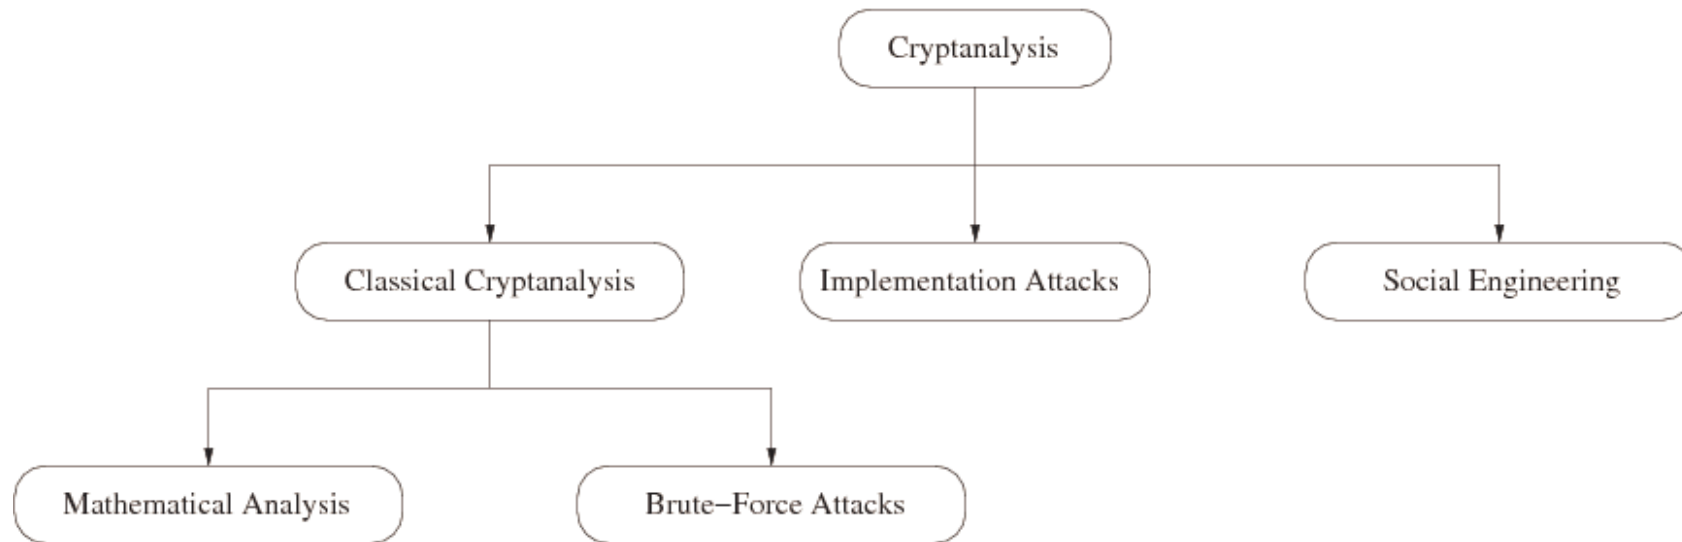 Cryptanalysis
Classical Cryptanalysis
Implementation Attacks
Social Engineering
Mathematical Analysis
Brute−Force Attacks